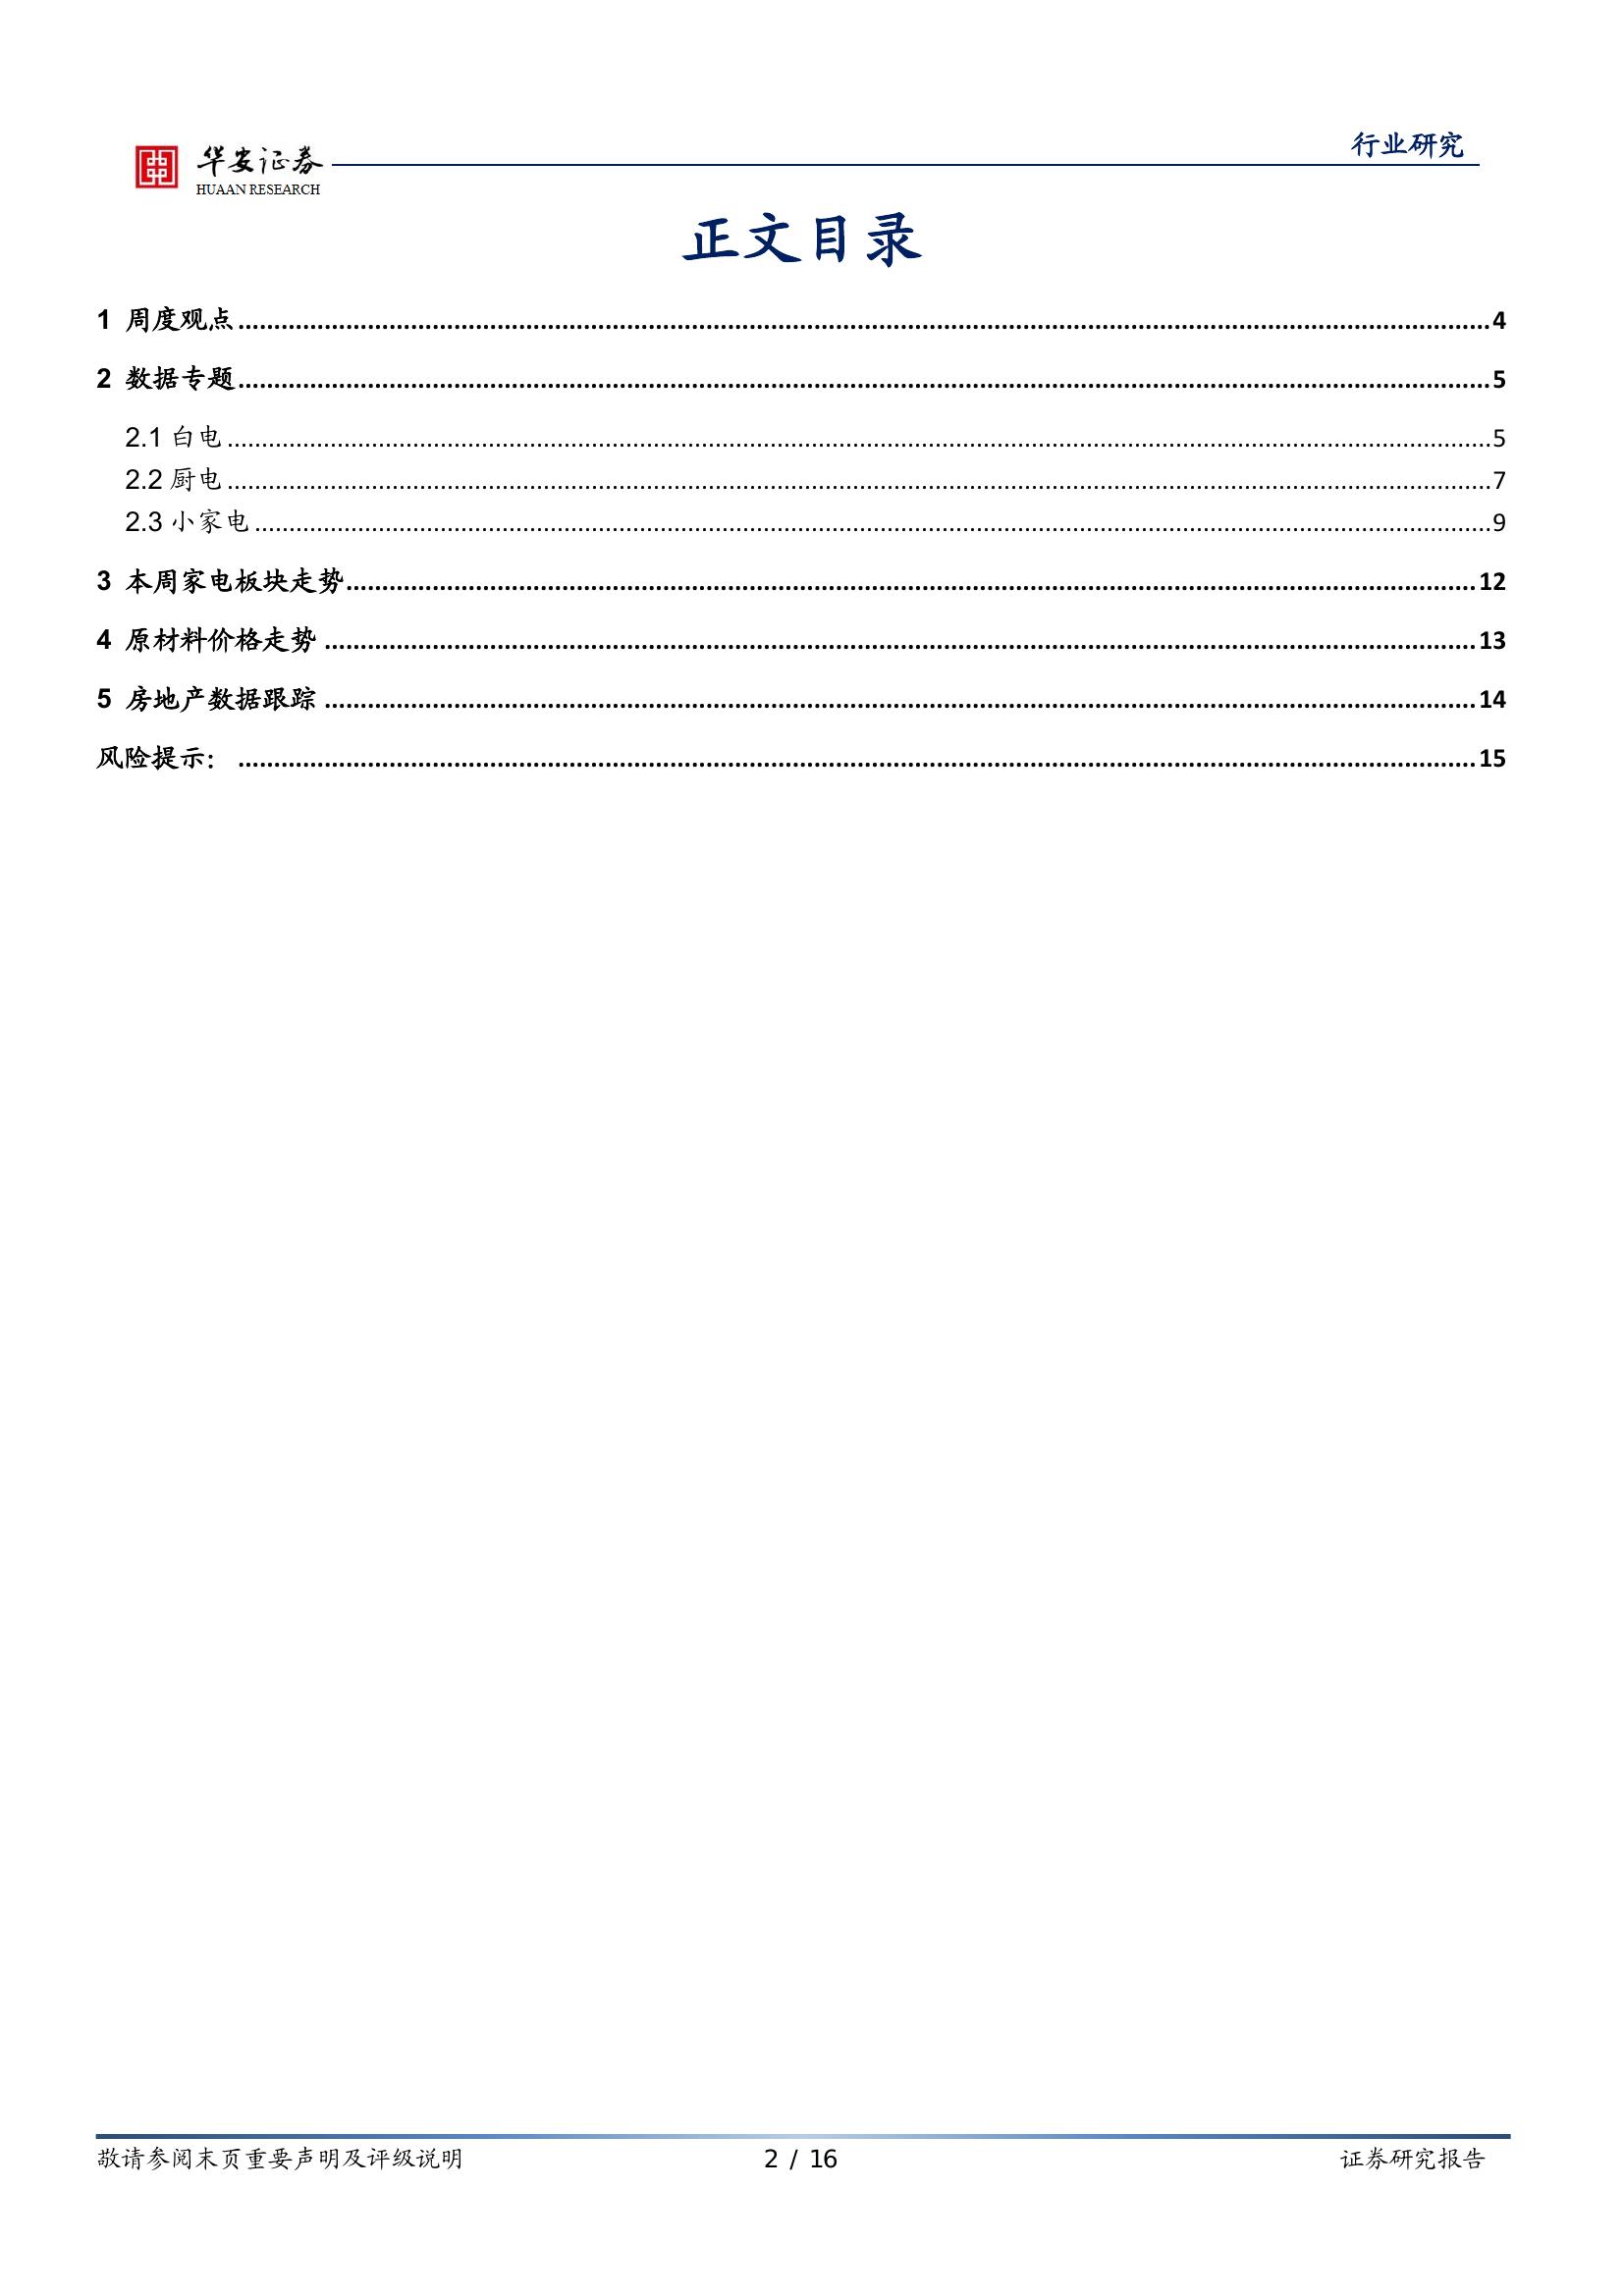 华安证券
HUAAN RESEARCH
行业研究
正文目录
1 周度观点 4
2 数据专题 5
2.1 白电 5
2.2 厨电 7
2.3 小家电 9
3 本周家电板块走势 12
4 原材料价格走势 13
5 房地产数据跟踪 14
风险提示： 15
敬请参阅末页重要声明及评级说明 2 / 16 证券研究报告